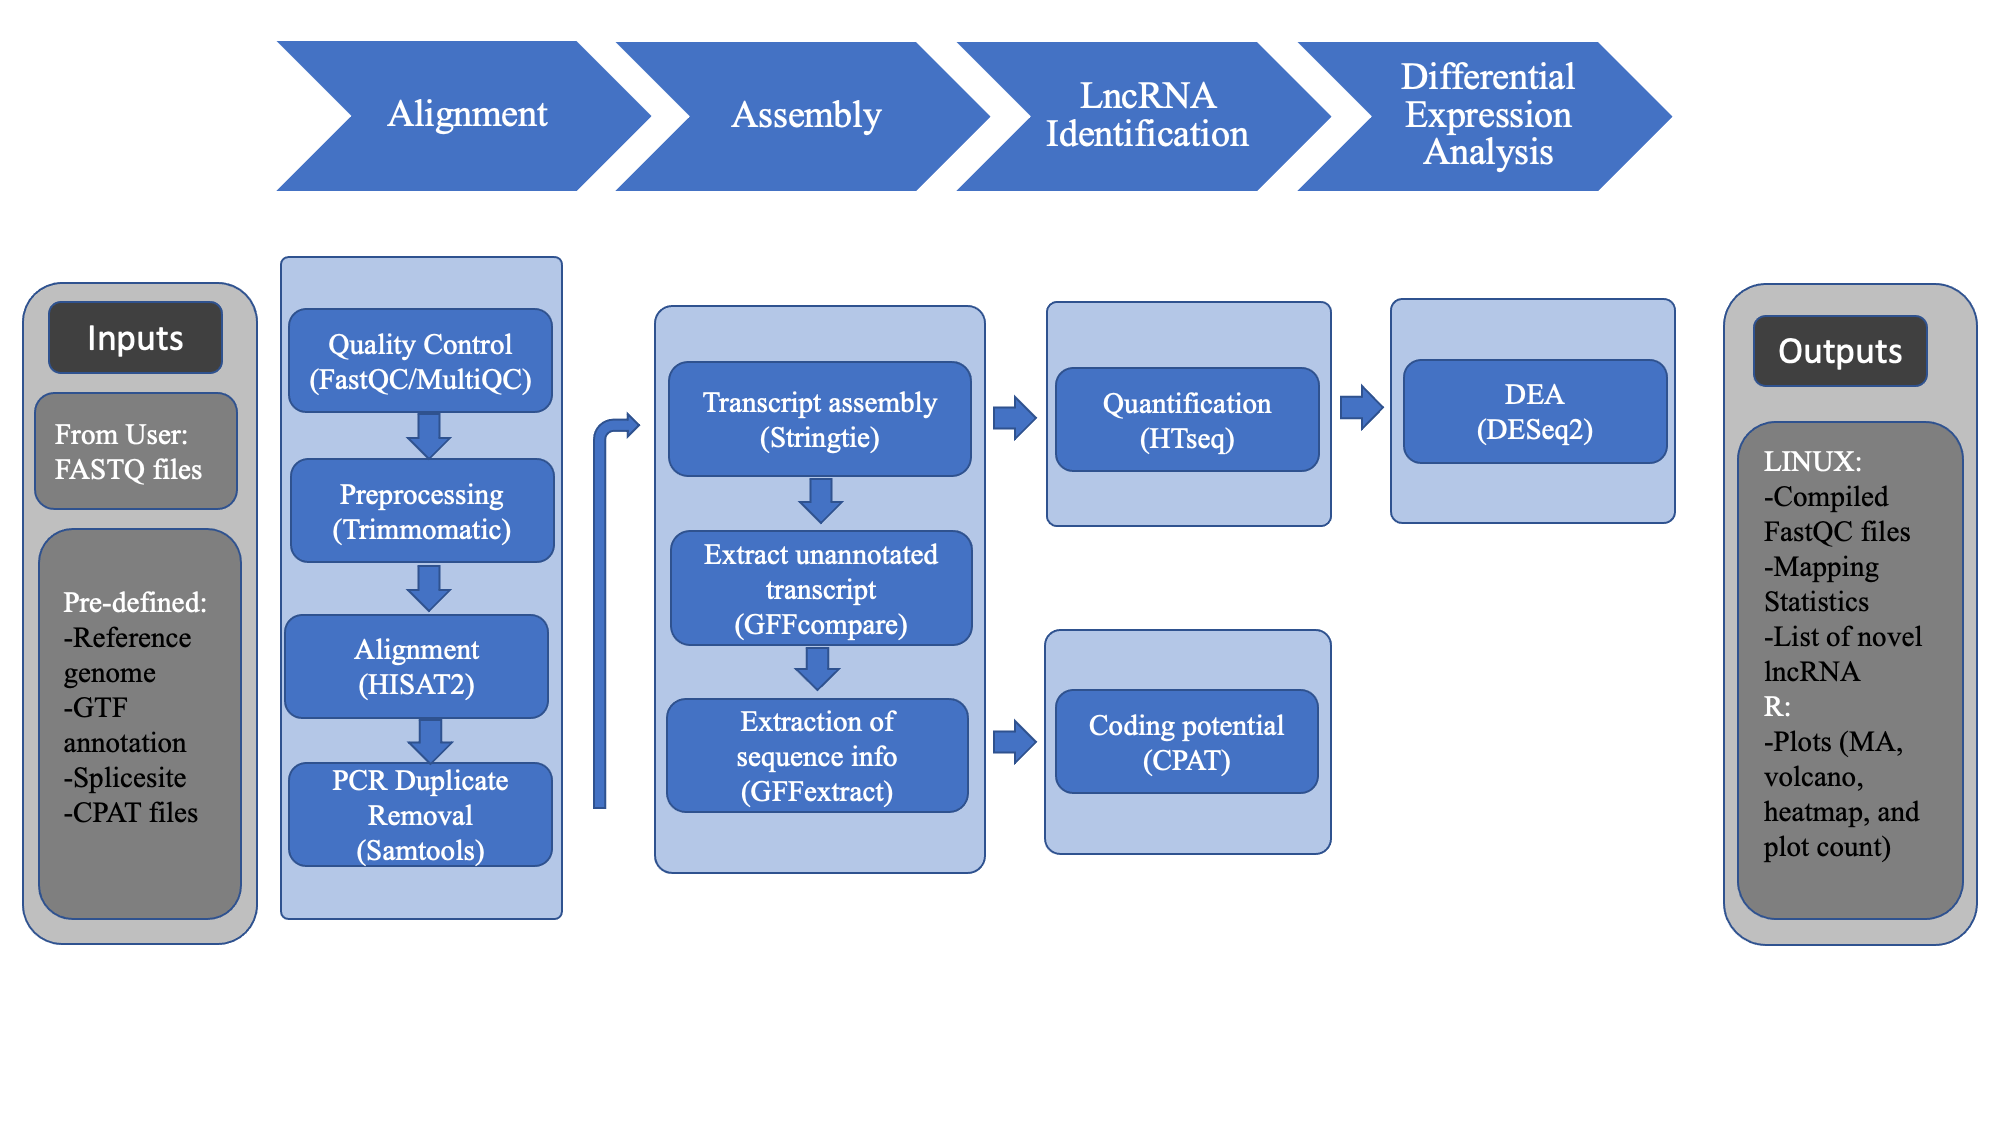 Alignment
Assembly
LncRNA
Identification
Differential
Expression
Analysis
Inputs
From User:
FASTQ files
Pre-defined:
-Reference
genome
-GTF
annotation
-Splicesite
-CPAT files
Quality Control
(FastQC/MultiQC)
Preprocessing
(Trimmomatic)
Alignment
(HISAT2)
PCR Duplicate
Removal
(Samtools)
Transcript assembly
(Stringtie)
Extract unannotated
transcript
(GFFcompare)
Extraction of
sequence info
(GFFextract)
Quantification
(HTseq)
Coding potential
(CPAT)
DEA
(DESeq2)
Outputs
LINUX:
-Compiled
FastQC files
-Mapping
Statistics
-List of novel
lncRNA
R:
-Plots (MA,
volcano,
heatmap, and
plot count)